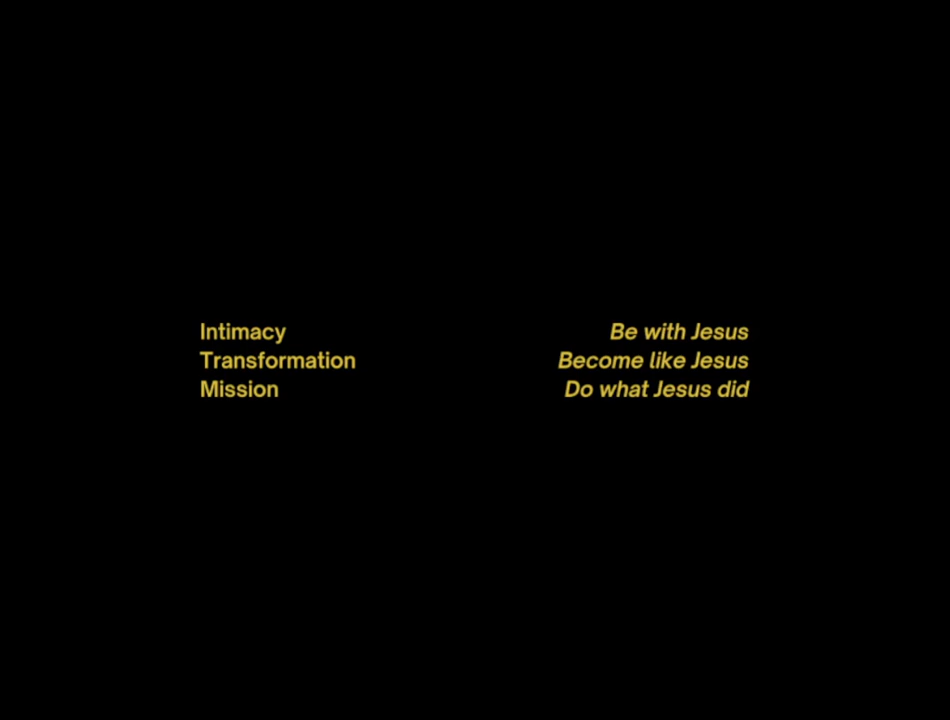 Intimacy Be with Jesus
Transformation Become like Jesus
Mission Do what Jesus did